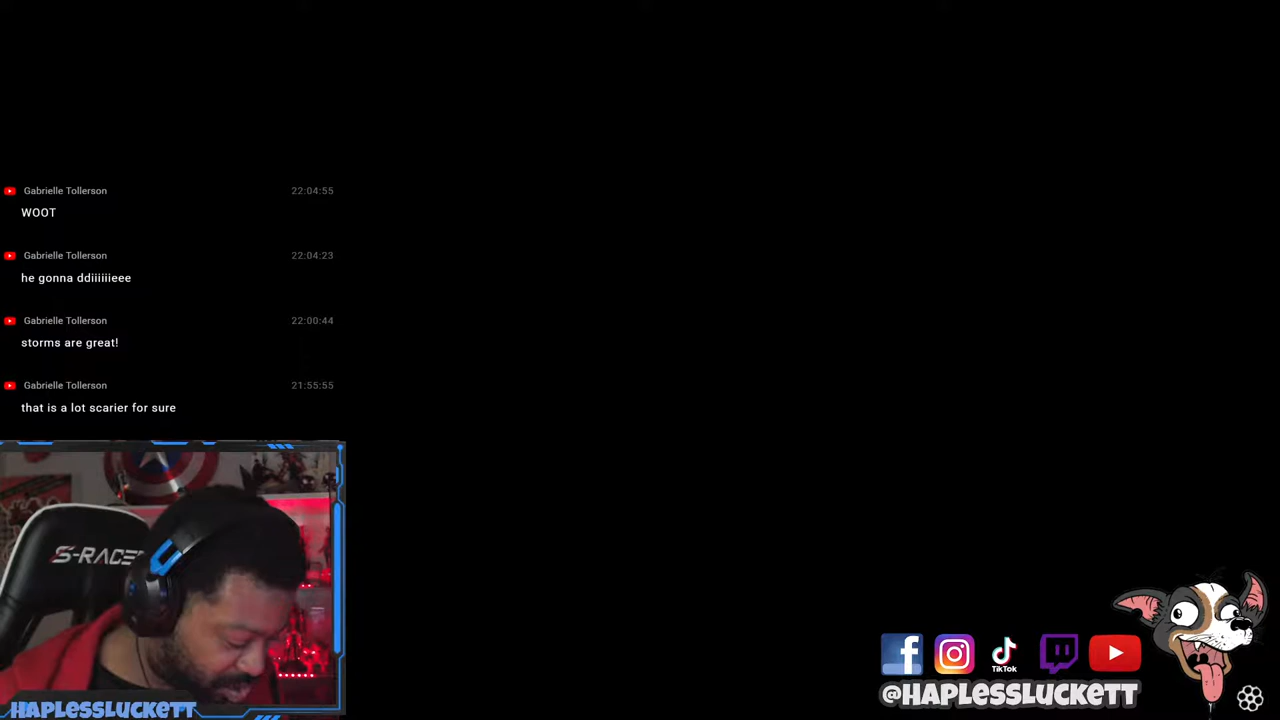 Gabrielle Tollerson 22:04:55
WOOT
Gabrielle Tollerson 22:04:23
he gonna ddiiiiiieee
Gabrielle Tollerson 22:00:44
storms are great!
Gabrielle Tollerson 21:55:55
that is a lot scarier for sure
S-RACER
HAPLESSLUCKETT
TikTok
@HAPLESSLUCKETT